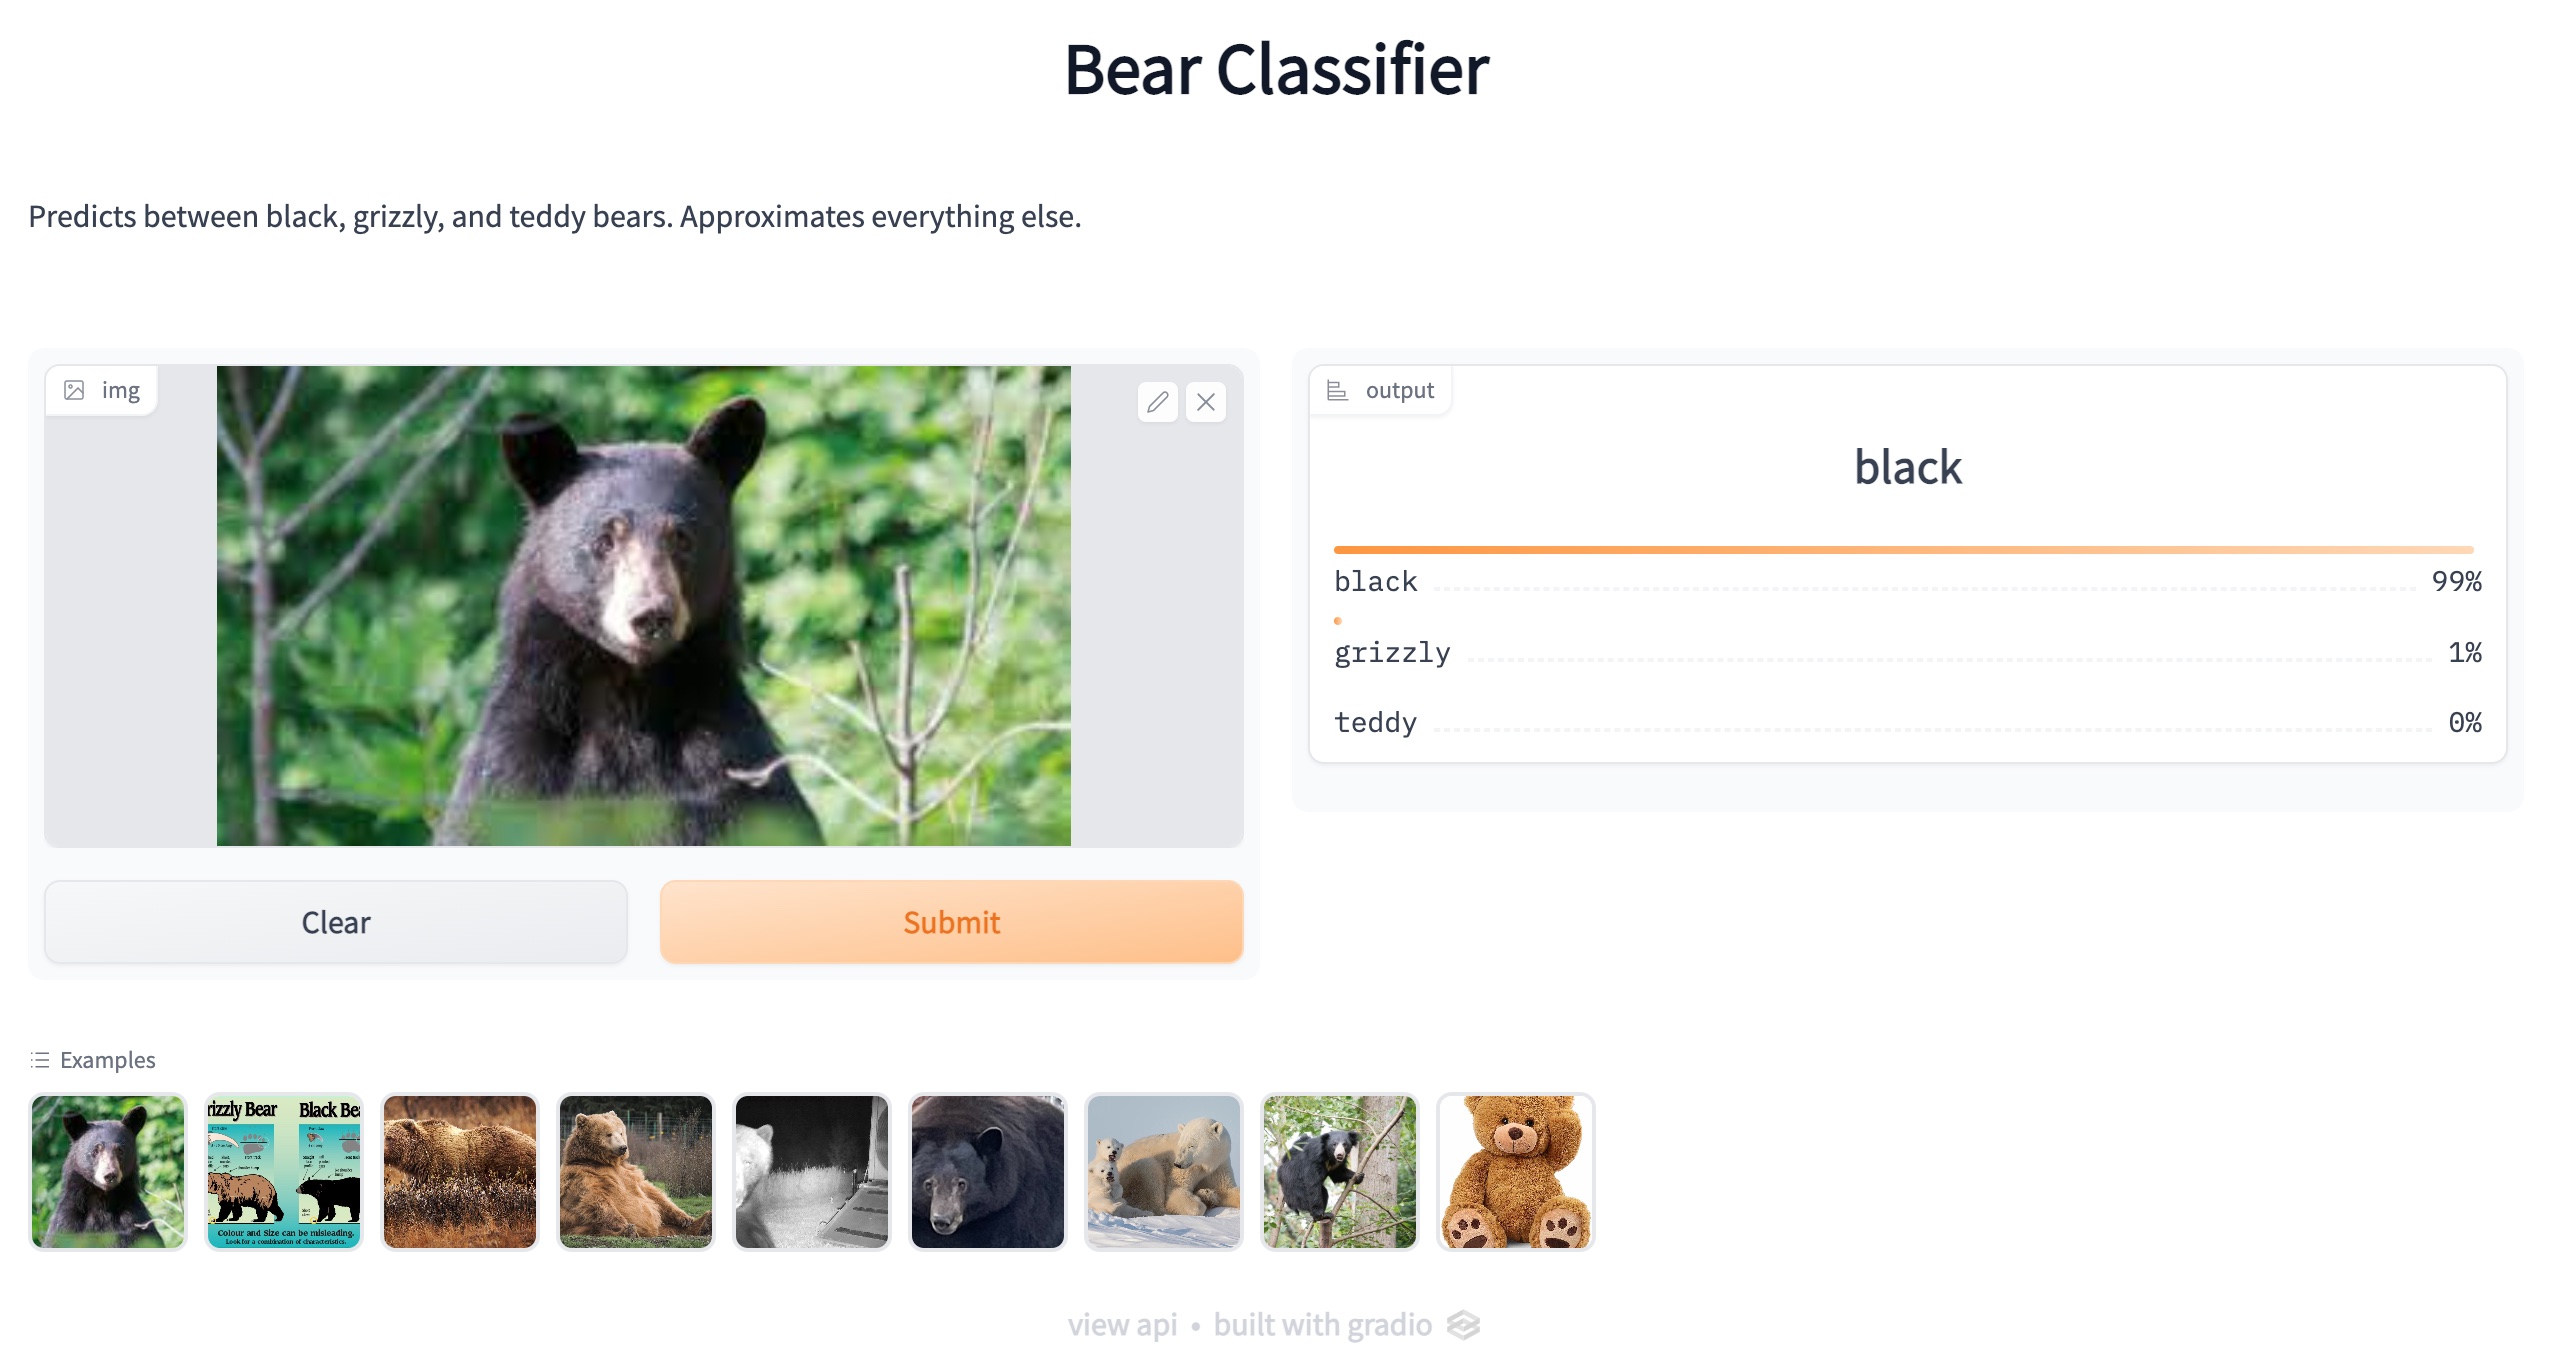 Bear Classifier
Predicts between black, grizzly, and teddy bears. Approximates everything else.
img
output
black
black 99%
grizzly 1%
teddy 0%
Clear
Submit
Examples
rizzly Bear Black Bea
Colour and Size can be misleading.
Look for a combination of characteristics.
view api • built with gradio